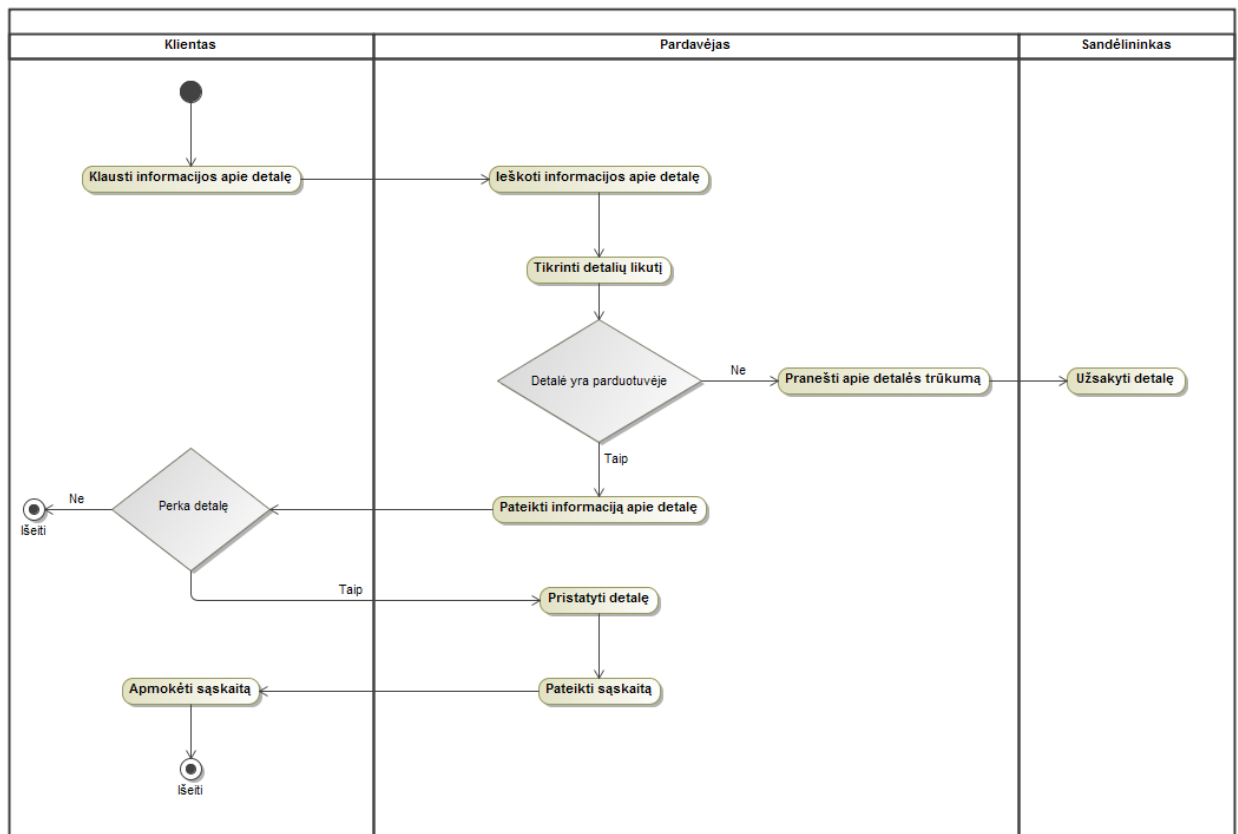 Klientas
Pardavėjas
Sandėlininkas
Klausti informacijos apie detalę
Ieškoti informacijos apie detalę
Tikrinti detalių likutį
Detalė yra parduotuvėje
Ne
Pranešti apie detalės trūkumą
Užsakyti detalę
Taip
Pateikti informaciją apie detalę
Perka detalę
Ne
Išeiti
Taip
Pristatyti detalę
Pateikti sąskaitą
Apmokėti sąskaitą
Išeiti